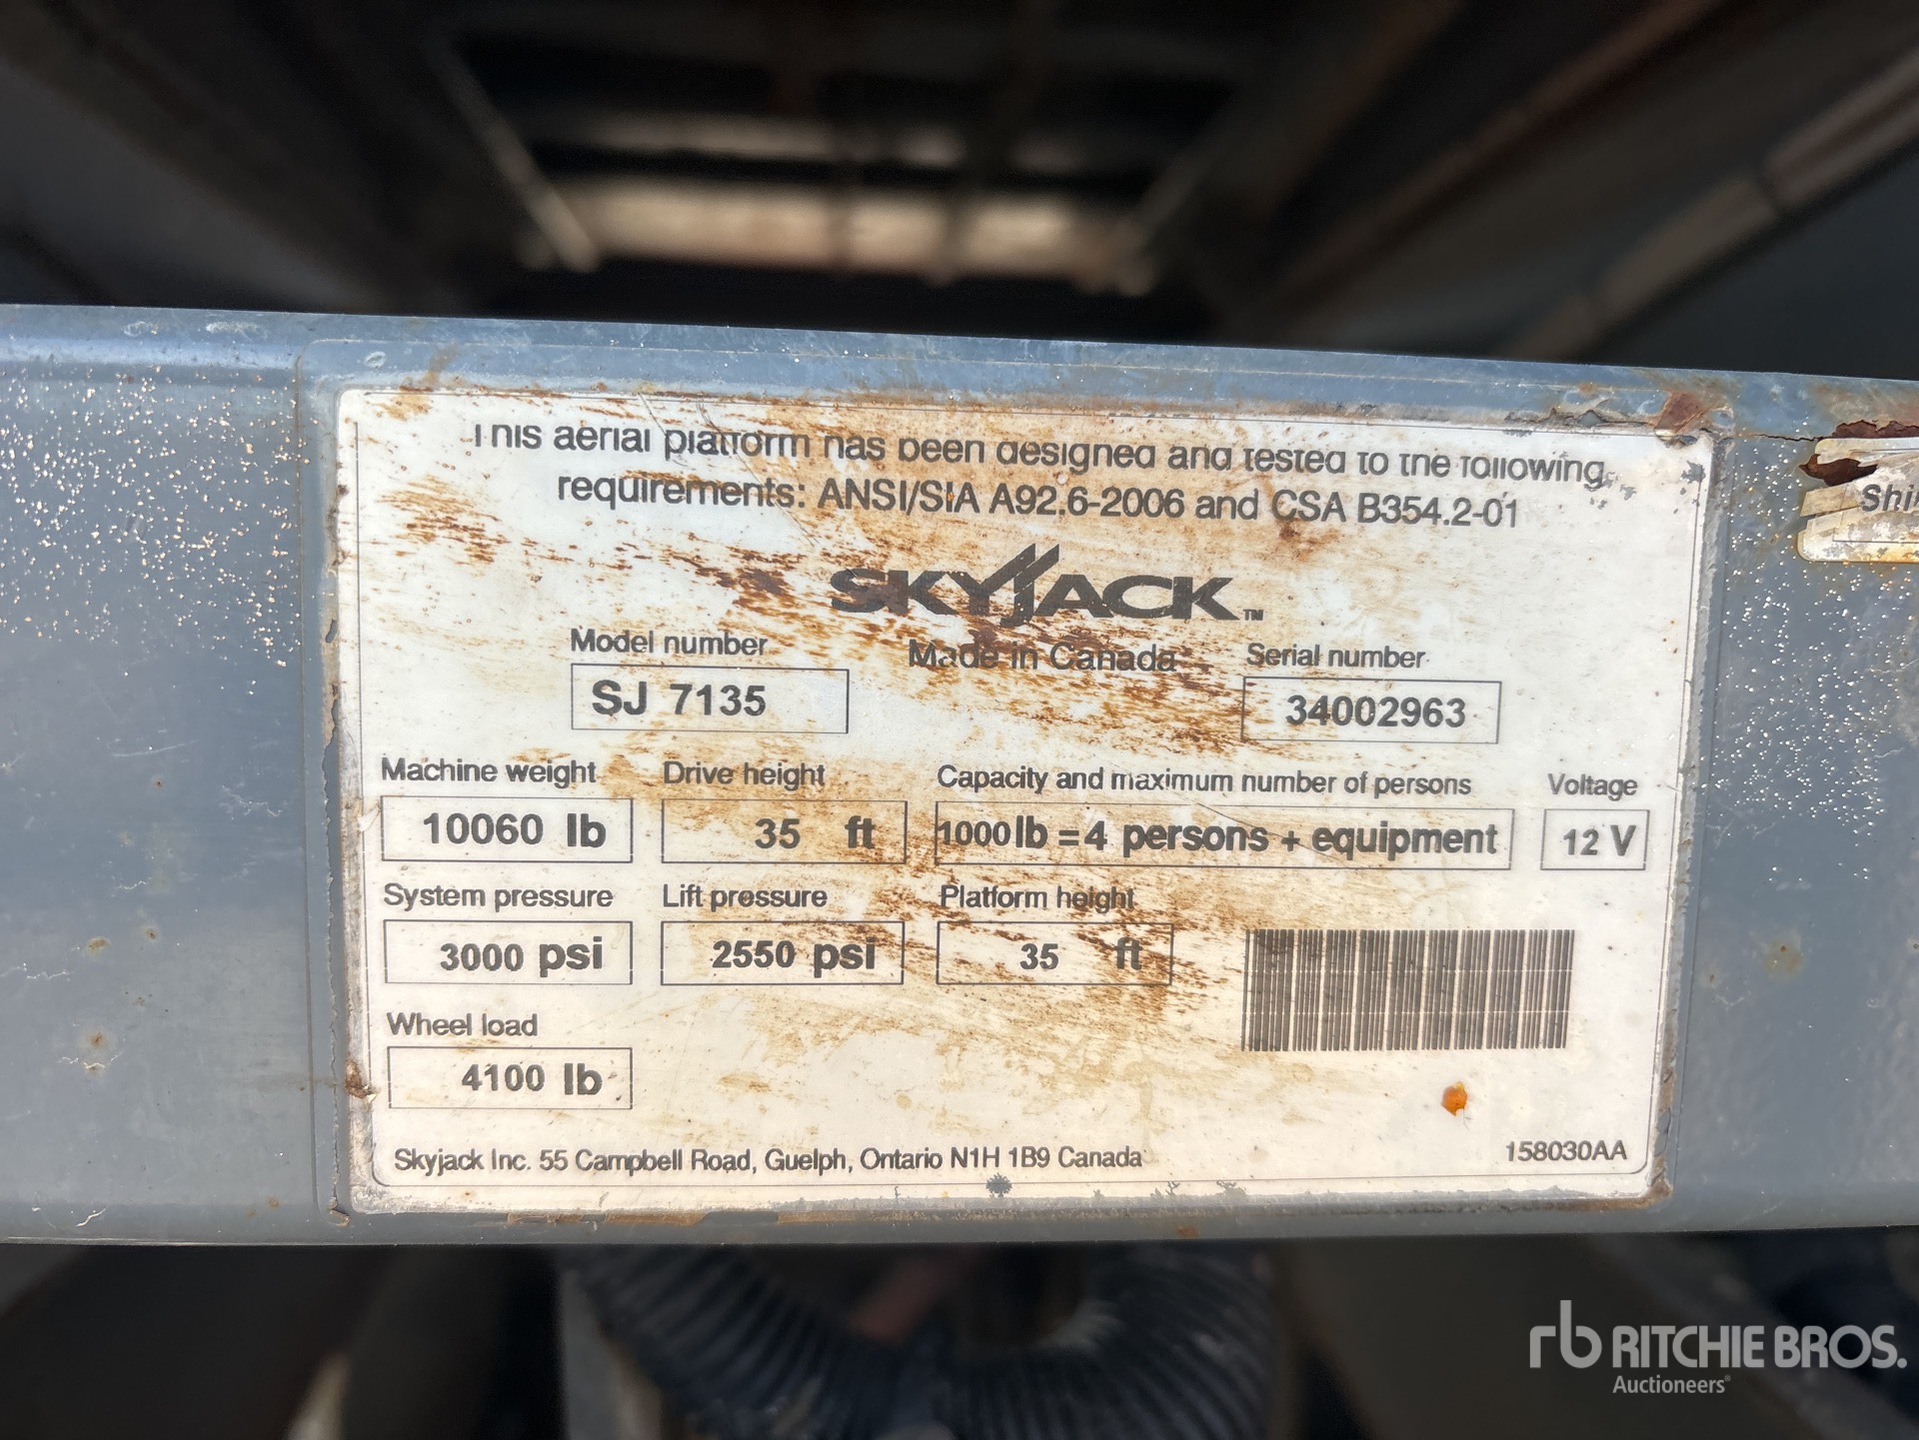 This aerial platform has been designed and tested to the following
requirements: ANSI/SIA A92.6-2006 and CSA B354.2-01
SKYJACK™
Made in Canada
Model number
SJ 7135
Serial number
34002963
Machine weight
10060 lb
Drive height
35 ft
Capacity and maximum number of persons
1000 lb = 4 persons + equipment
Voltage
12 V
System pressure
3000 psi
Lift pressure
2550 psi
Platform height
35 ft
Wheel load
4100 lb
Skyjack Inc. 55 Campbell Road, Guelph, Ontario N1H 1B9 Canada
158030AA
rb RITCHIE BROS.
Auctioneers®